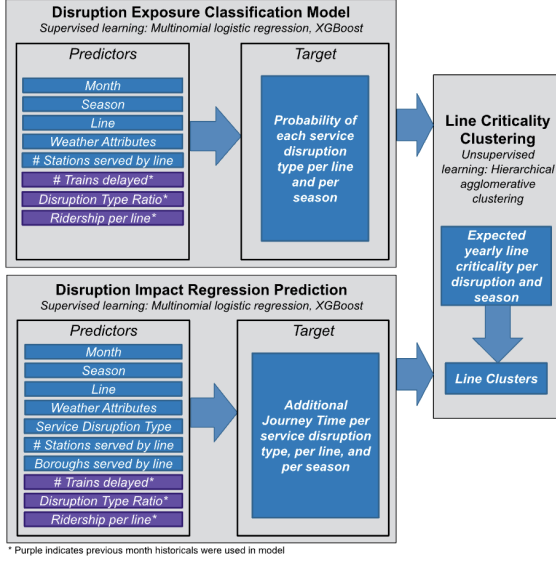 Disruption Exposure Classification Model
Supervised learning: Multinomial logistic regression, XGBoost
Predictors
Month
Season
Line
Weather Attributes
# Stations served by line
# Trains delayed*
Disruption Type Ratio*
Ridership per line*
Target
Probability of
each service
disruption
type per line
and per
season
Disruption Impact Regression Prediction
Supervised learning: Multinomial logistic regression, XGBoost
Predictors
Month
Season
Line
Weather Attributes
Service Disruption Type
# Stations served by line
Boroughs served by line
# Trains delayed*
Disruption Type Ratio*
Ridership per line*
Target
Additional
Journey Time per
service disruption
type, per line, and
per season
Line Criticality
Clustering
Unsupervised
learning: Hierarchical
agglomerative
clustering
Expected
yearly line
criticality per
disruption and
season
Line Clusters
* Purple indicates previous month historicals were used in model